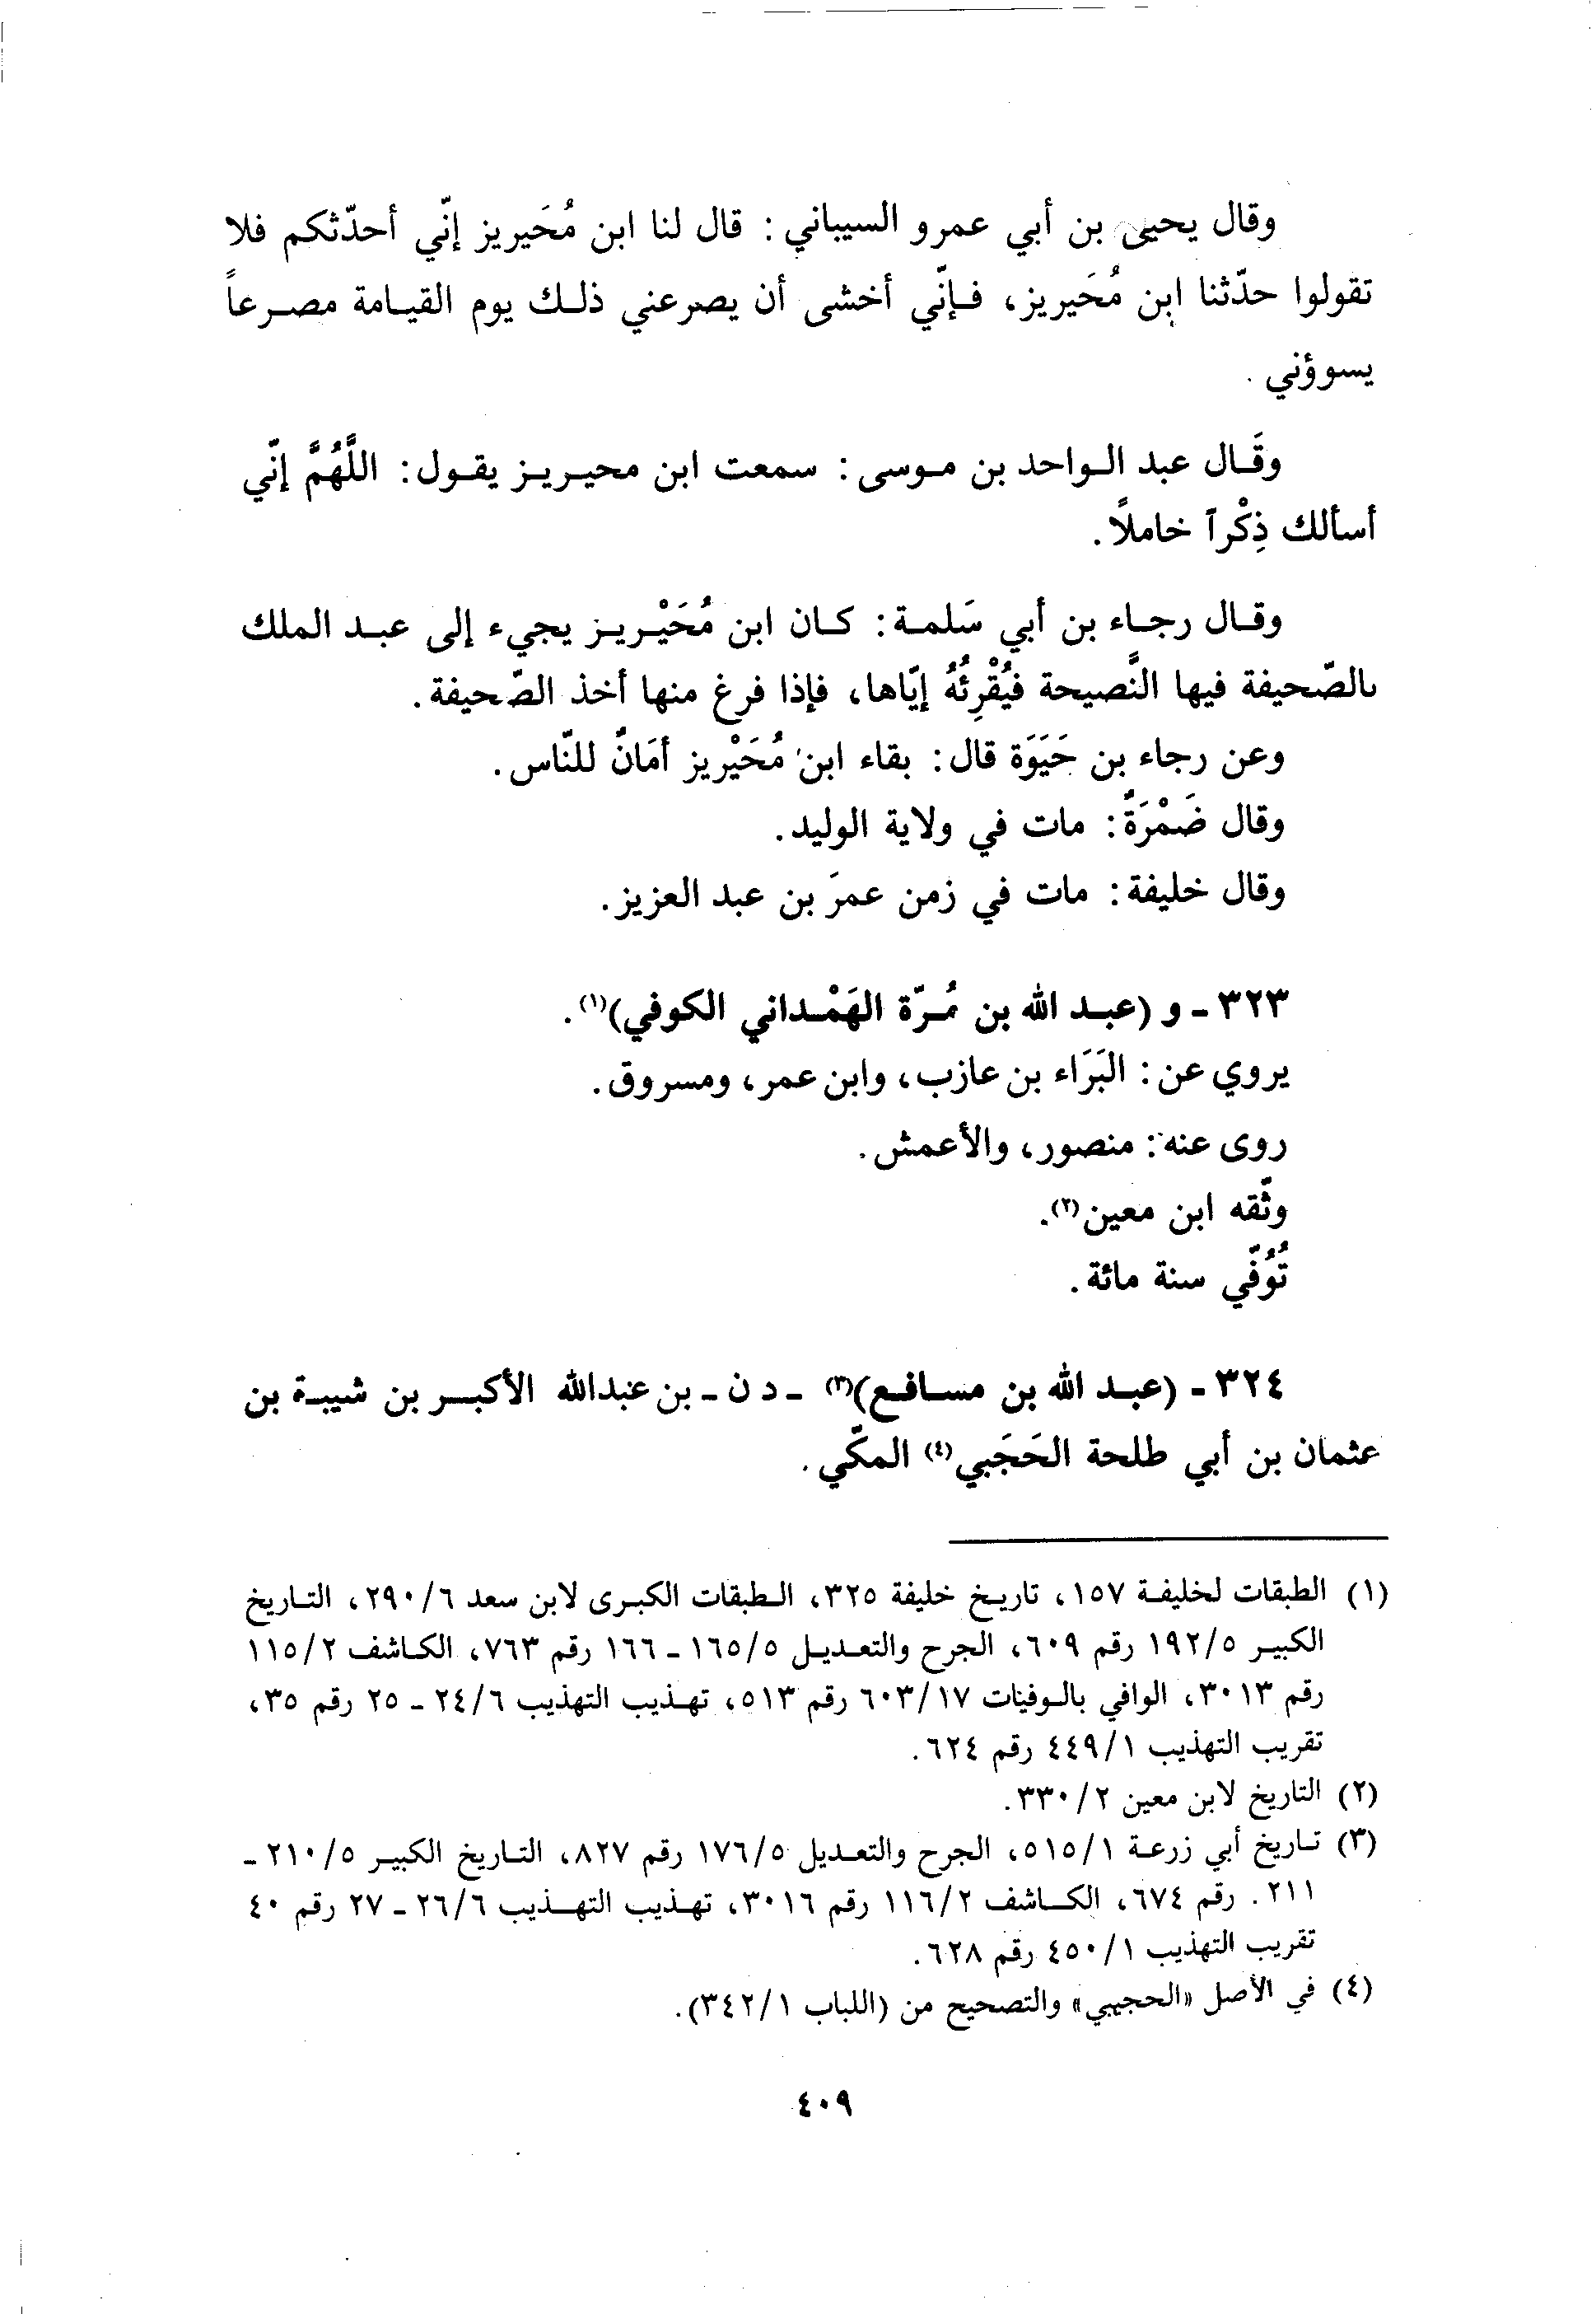 وقال يحيى بن أبي عمرو السيباني: قال لنا ابن مُحَيريز إنّي أحدّثكم فلا
تقولوا حدّثنا ابن مُحَيريز، فإنّي أخشى أن يصرعني ذلك يوم القيامة مصرعاً
يسوؤني.
وقَال عبد الواحد بن موسى: سمعت ابن محيريز يقول: اللَّهُمَّ إنّي
أسألك ذِكْراً خاملاً.
وقال رجاء بن أبي سَلمة: كان ابن مُحَيْريز يجيء إلى عبد الملك
بالصّحيفة فيها النَّصيحة فيُقْرِئُهُ إيّاها، فإذا فرغ منها أخذ الصّحيفة.
وعن رجاء بن حَيَوَة قال: بقاء ابن مُحَيْريز أمَانٌ للنّاس.
وقال ضَمْرَةُ: مات في ولاية الوليد.
وقال خليفة: مات في زمن عمرَ بن عبد العزيز.
٣٢٣ - و (عبد الله بن مُرّة الهَمْداني الكوفي)(١).
يروي عن: البَرَاء بن عازب، وابن عمر، ومسروق.
روى عنه: منصور، والأعمش.
وثّقه ابن معين(٢).
تُوُفّي سنة مائة.
٣٢٤ - (عبد الله بن مسافع)(٣) - د ن - بن عبدالله الأكبر بن شيبة بن
عثمان بن أبي طلحة الحَجَبي(٤) المكّي.
(١) الطبقات لخليفة ١٥٧، تاريخ خليفة ٣٢٥، الطبقات الكبرى لابن سعد ٢٩٠/٦، التاريخ
الكبير ١٩٢/٥ رقم ٦٠٩، الجرح والتعديل ١٦٥/٥ - ١٦٦ رقم ٧٦٣، الكاشف ١١٥/٢
رقم ٣٠١٣، الوافي بالوفيات ٦٠٣/١٧ رقم ٥١٣، تهذيب التهذيب ٢٤/٦ - ٢٥ رقم ٣٥،
تقريب التهذيب ٤٤٩/١ رقم ٦٢٤.
(٢) التاريخ لابن معين ٣٣٠/٢.
(٣) تاريخ أبي زرعة ٥١٥/١، الجرح والتعديل ١٧٦/٥ رقم ٨٢٧، التاريخ الكبير ٢١٠/٥ -
٢١١. رقم ٦٧٤، الكاشف ١١٦/٢ رقم ٣٠١٦، تهذيب التهذيب ٢٦/٦ - ٢٧ رقم ٤٠
تقريب التهذيب ٤٥٠/١ رقم ٦٢٨.
(٤) في الأصل «الحجيبي» والتصحيح من (اللباب ٣٤٢/١).
٤٠٩